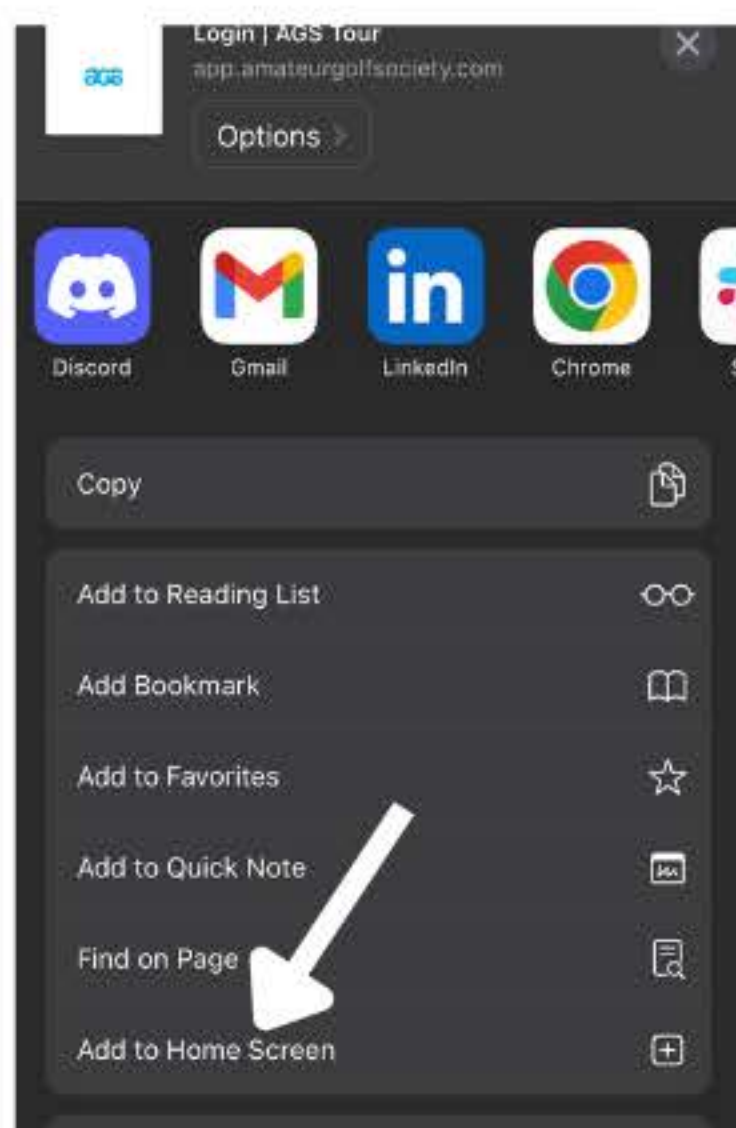 Login | AGS Tour
ags
app.amateurgolfsociety.com
Options
in
Discord
Gmail
LinkedIn
Chrome
Copy
Add to Reading List
Add Bookmark
Add to Favorites
Add to Quick Note
Find on Page
Add to Home Screen